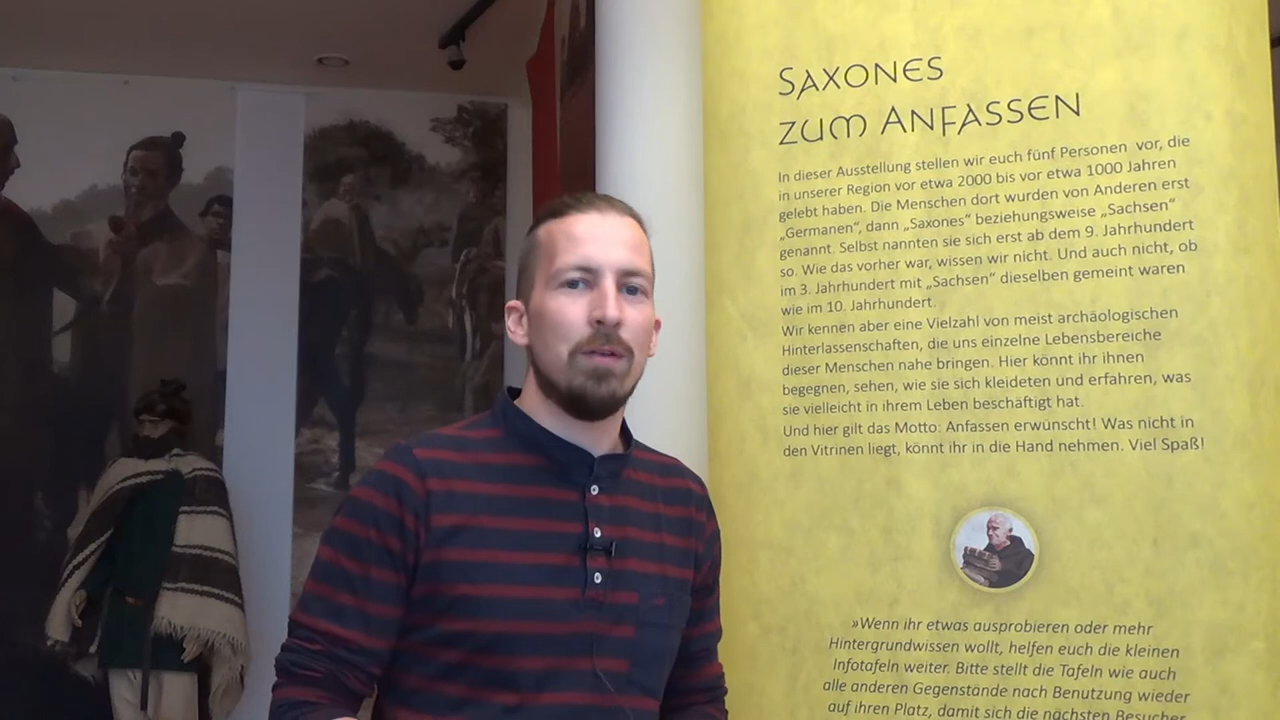 SAXONES
ZUM ANFASSEN
In dieser Ausstellung stellen wir euch fünf Personen vor, die
in unserer Region vor etwa 2000 bis vor etwa 1000 Jahren
gelebt haben. Die Menschen dort wurden von Anderen erst
„Germanen“, dann „Saxones“ beziehungsweise „Sachsen“
genannt. Selbst nannten sie sich erst ab dem 9. Jahrhundert
so. Wie das vorher war, wissen wir nicht. Und auch nicht, ob
im 3. Jahrhundert mit „Sachsen“ dieselben gemeint waren
wie im 10. Jahrhundert.
Wir kennen aber eine Vielzahl von meist archäologischen
Hinterlassenschaften, die uns einzelne Lebensbereiche
dieser Menschen nahe bringen. Hier könnt ihr ihnen
begegnen, sehen, wie sie sich kleideten und erfahren, was
sie vielleicht in ihrem Leben beschäftigt hat.
Und hier gilt das Motto: Anfassen erwünscht! Was nicht in
den Vitrinen liegt, könnt ihr in die Hand nehmen. Viel Spaß!
»Wenn ihr etwas ausprobieren oder mehr
Hintergrundwissen wollt, helfen euch die kleinen
Infotafeln weiter. Bitte stellt die Tafeln wie auch
alle anderen Gegenstände nach Benutzung wieder
auf ihren Platz, damit sich die nächsten Besucher